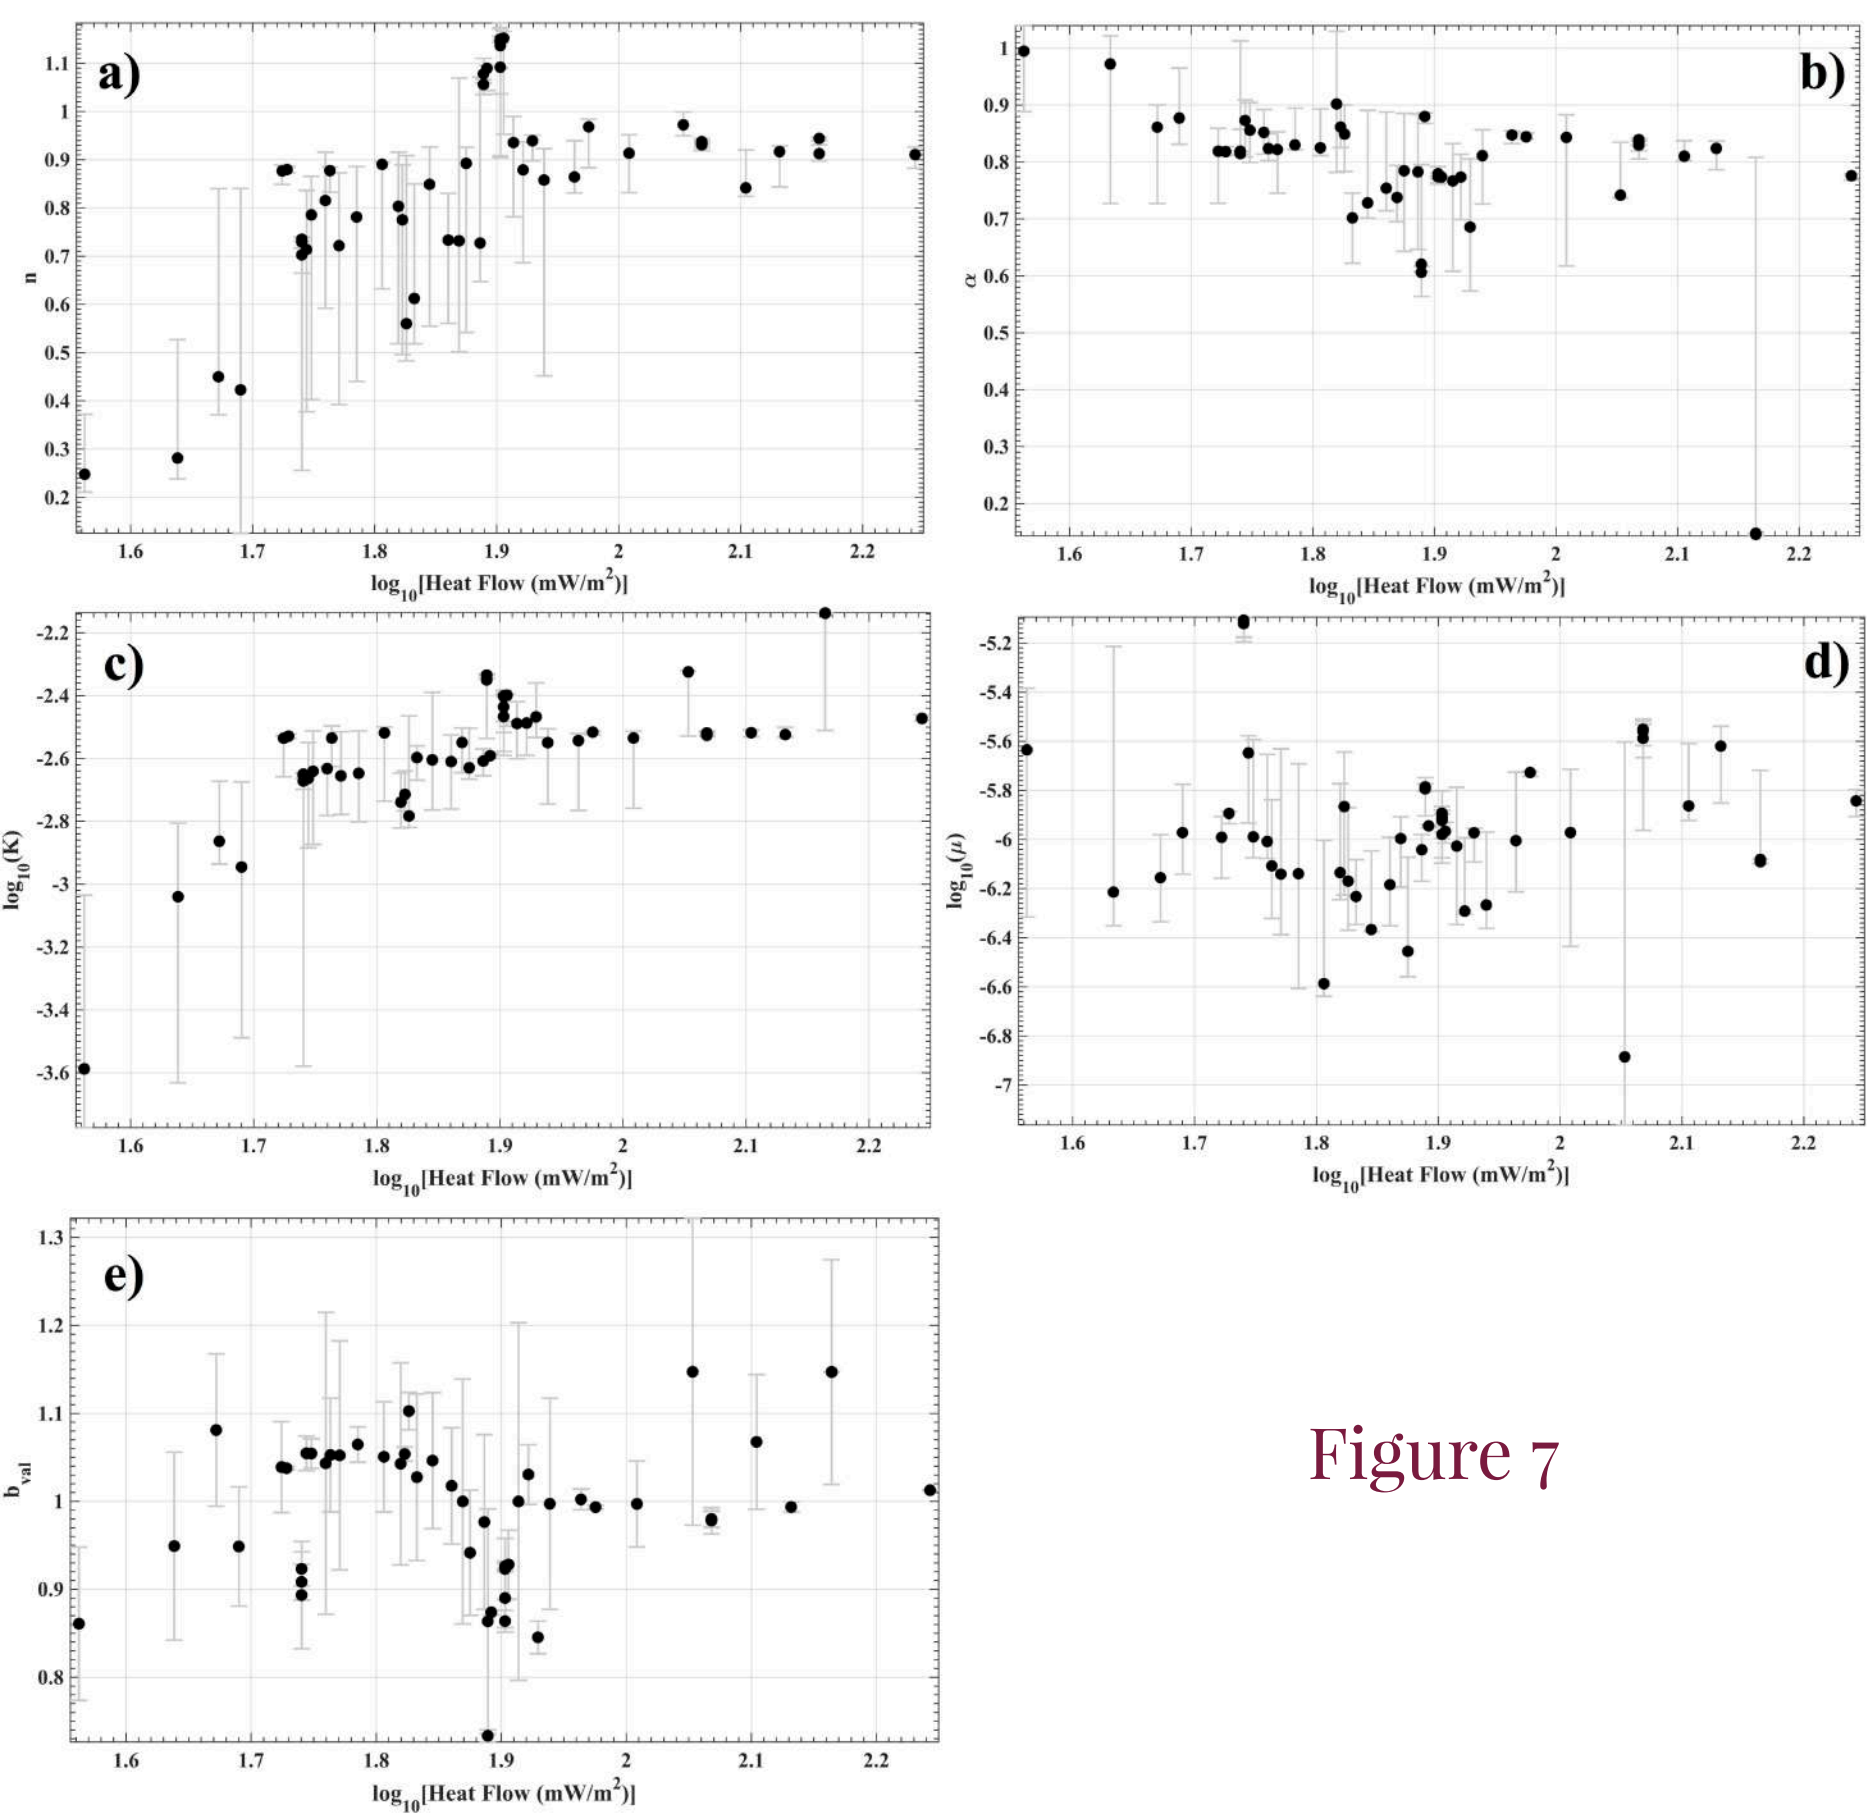 a)
1.1
1
0.9
0.8
0.7
0.6
0.5
0.4
0.3
0.2
n
1.6 1.7 1.8 1.9 2 2.1 2.2
log10[Heat Flow (mW/m2)]
b)
1
0.9
0.8
0.7
0.6
0.5
0.4
0.3
0.2
α
1.6 1.7 1.8 1.9 2 2.1 2.2
log10[Heat Flow (mW/m2)]
c)
-2.2
-2.4
-2.6
-2.8
-3
-3.2
-3.4
-3.6
log10(K)
1.6 1.7 1.8 1.9 2 2.1 2.2
log10[Heat Flow (mW/m2)]
d)
-5.2
-5.4
-5.6
-5.8
-6
-6.2
-6.4
-6.6
-6.8
-7
log10(μ)
1.6 1.7 1.8 1.9 2 2.1 2.2
log10[Heat Flow (mW/m2)]
e)
1.3
1.2
1.1
1
0.9
0.8
bval
1.6 1.7 1.8 1.9 2 2.1 2.2
log10[Heat Flow (mW/m2)]
Figure 7